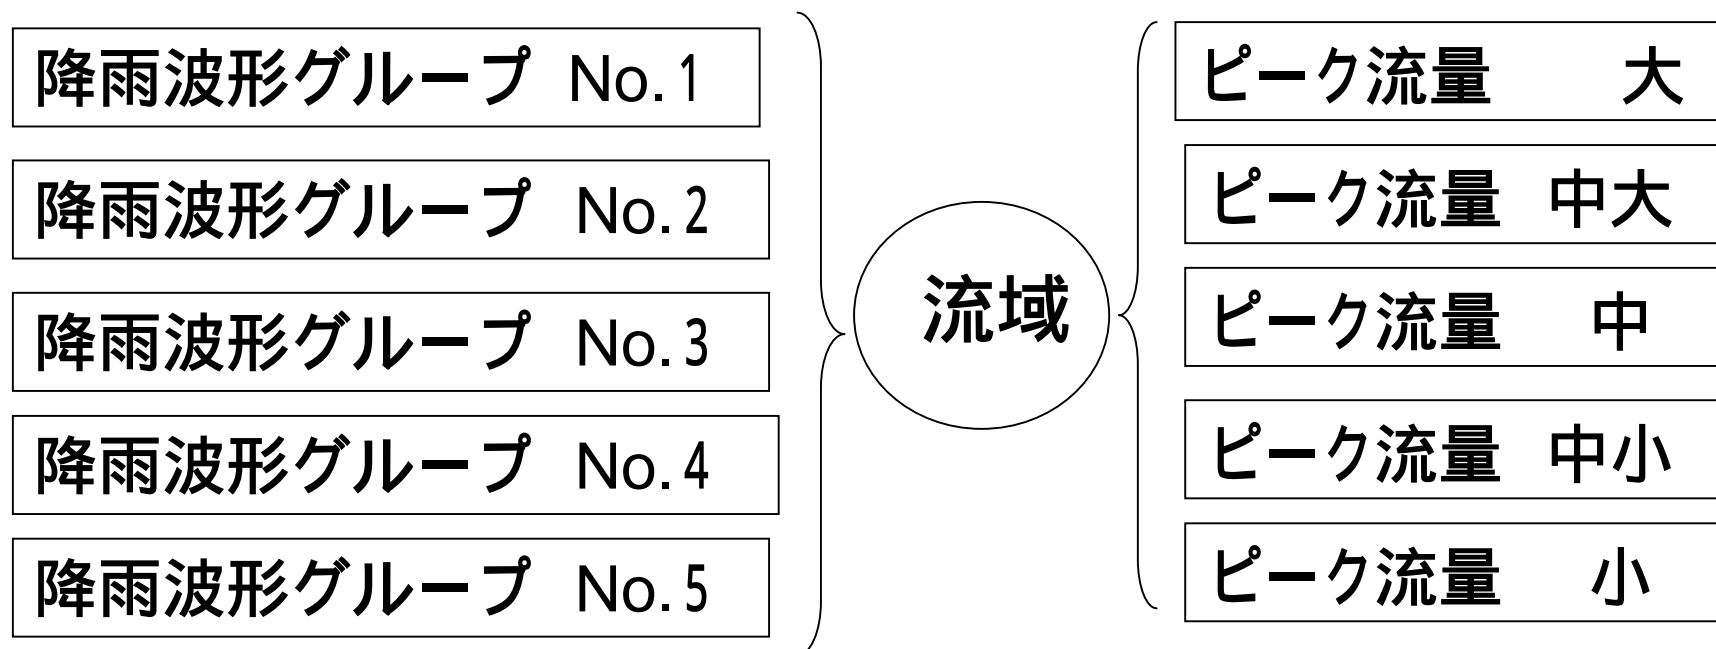 降雨波形グループ No.1
降雨波形グループ No.2
降雨波形グループ No.3
降雨波形グループ No.4
降雨波形グループ No.5
流域
ピーク流量 大
ピーク流量 中大
ピーク流量 中
ピーク流量 中小
ピーク流量 小